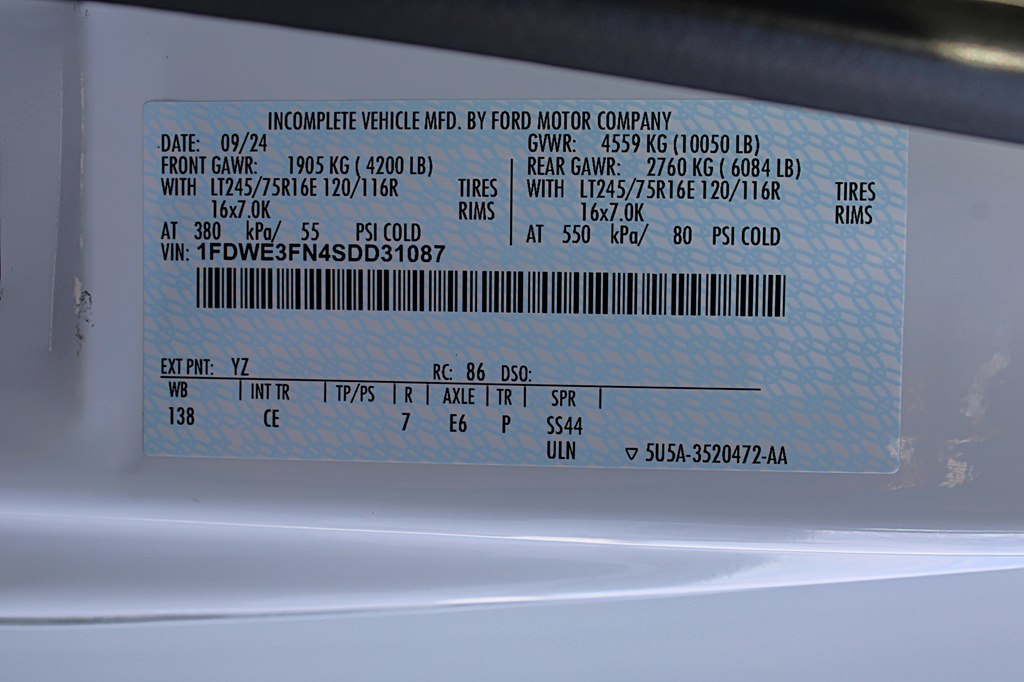 INCOMPLETE VEHICLE MFD. BY FORD MOTOR COMPANY
DATE: 09/24 GVWR: 4559 KG (10050 LB)
FRONT GAWR: 1905 KG ( 4200 LB) REAR GAWR: 2760 KG ( 6084 LB)
WITH LT245/75R16E 120/116R TIRES WITH LT245/75R16E 120/116R TIRES
16x7.0K RIMS 16x7.0K RIMS
AT 380 kPa/ 55 PSI COLD AT 550 kPa/ 80 PSI COLD
VIN: 1FDWE3FN4SDD31087
EXT PNT: YZ RC: 86 DSO:
WB INT TR TP/PS R AXLE TR SPR
138 CE 7 E6 P SS44
ULN ▽ 5U5A-3520472-AA